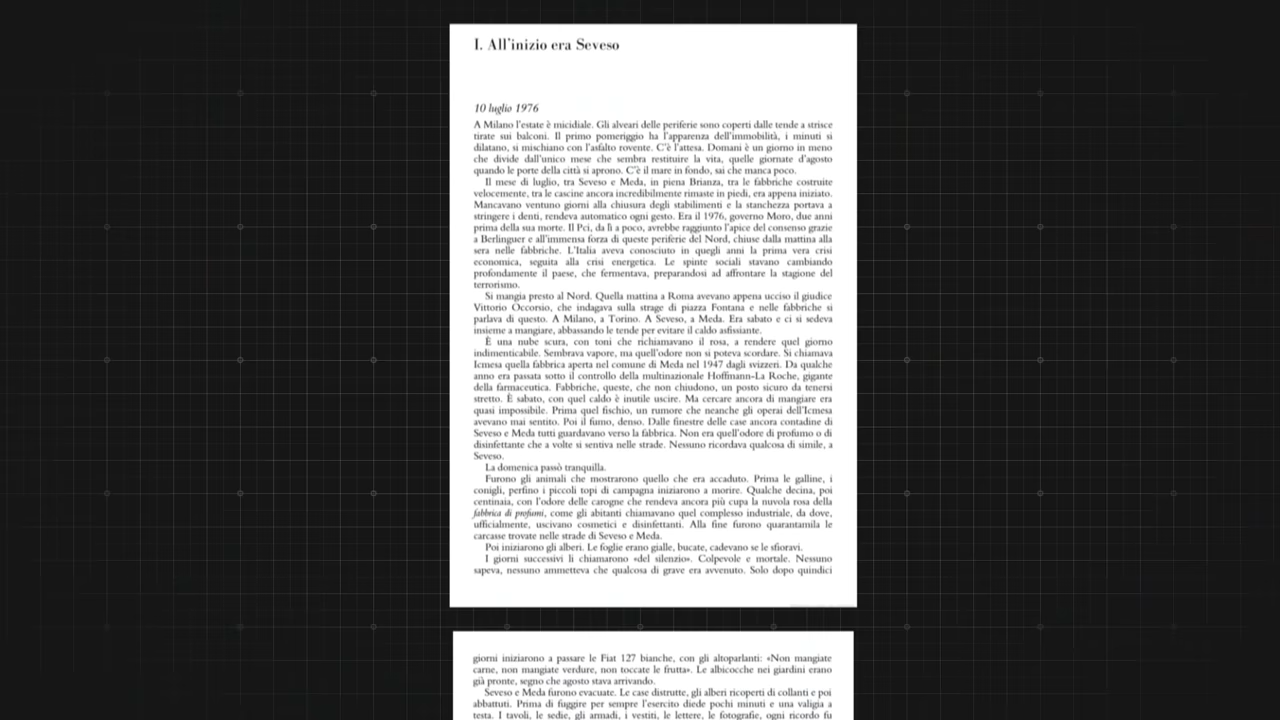 I. All'inizio era Seveso
10 luglio 1976
A Milano l'estate è micidiale. Gli alveari delle periferie sono coperti dalle tende a strisce
tirate sui balconi. Il primo pomeriggio ha l'apparenza dell'immobilità, i minuti si
dilatano, si mischiano con l'asfalto rovente. C'è l'attesa. Domani è un giorno in meno
che divide dall'unico mese che sembra restituire la vita, quelle giornate d'agosto
quando le porte della città si aprono. C'è il mare in fondo, sai che manca poco.
Il mese di luglio, tra Seveso e Meda, in piena Brianza, tra le fabbriche costruite
velocemente, tra le cascine ancora incredibilmente rimaste in piedi, era appena iniziato.
Mancavano ventuno giorni alla chiusura degli stabilimenti e la stanchezza portava a
stringere i denti, rendeva automatico ogni gesto. Era il 1976, governo Moro, due anni
prima della sua morte. Il Pci, da lì a poco, avrebbe raggiunto l'apice del consenso grazie
a Berlinguer e all'immensa forza di queste periferie del Nord, chiuse dalla mattina alla
sera nelle fabbriche. L'Italia aveva conosciuto in quegli anni la prima vera crisi
economica, seguita alla crisi energetica. Le spinte sociali stavano cambiando
profondamente il paese, che fermentava, preparandosi ad affrontare la stagione del
terrorismo.
Si mangia presto al Nord. Quella mattina a Roma avevano appena ucciso il giudice
Vittorio Occorsio, che indagava sulla strage di piazza Fontana e nelle fabbriche si
parlava di questo. A Milano, a Torino. A Seveso, a Meda. Era sabato e ci si sedeva
insieme a mangiare, abbassando le tende per evitare il caldo asfissiante.
È una nube scura, con toni che richiamavano il rosa, a rendere quel giorno
indimenticabile. Sembrava vapore, ma quell'odore non si poteva scordare. Si chiamava
Icmesa quella fabbrica aperta nel comune di Meda nel 1947 dagli svizzeri. Da qualche
anno era passata sotto il controllo della multinazionale Hoffmann-La Roche, gigante
della farmaceutica. Fabbriche, queste, che non chiudono, un posto sicuro da tenersi
stretto. È sabato, con quel caldo è inutile uscire. Ma cercare ancora di mangiare era
quasi impossibile. Prima quel fischio, un rumore che neanche gli operai dell'Icmesa
avevano mai sentito. Poi il fumo, denso. Dalle finestre delle case ancora contadine di
Seveso e Meda tutti guardavano verso la fabbrica. Non era quell'odore di profumo o di
disinfettante che a volte si sentiva nelle strade. Nessuno ricordava qualcosa di simile, a
Seveso.
La domenica passò tranquilla.
Furono gli animali che mostrarono quello che era accaduto. Prima le galline, i
conigli, perfino i piccoli topi di campagna iniziarono a morire. Qualche decina, poi
centinaia, con l'odore delle carogne che rendeva ancora più cupa la nuvola rosa della
fabbrica di profumi, come gli abitanti chiamavano quel complesso industriale, da dove,
ufficialmente, uscivano cosmetici e disinfettanti. Alla fine furono quarantamila le
carcasse trovate nelle strade di Seveso e Meda.
Poi iniziarono gli alberi. Le foglie erano gialle, bucate, cadevano se le sfioravi.
I giorni successivi li chiamarono «del silenzio». Colpevole e mortale. Nessuno
sapeva, nessuno ammetteva che qualcosa di grave era avvenuto. Solo dopo quindici
giorni iniziarono a passare le Fiat 127 bianche, con gli altoparlanti: «Non mangiate
carne, non mangiate verdure, non toccate le frutta». Le albicocche nei giardini erano
già pronte, segno che agosto stava arrivando.
Seveso e Meda furono evacuate. Le case distrutte, gli alberi ricoperti di collanti e poi
abbattuti. Prima di fuggire per sempre l'esercito diede pochi minuti e una valigia a
testa. I tavoli, le sedie, gli armadi, i vestiti, le lettere, le fotografie, ogni ricordo fu